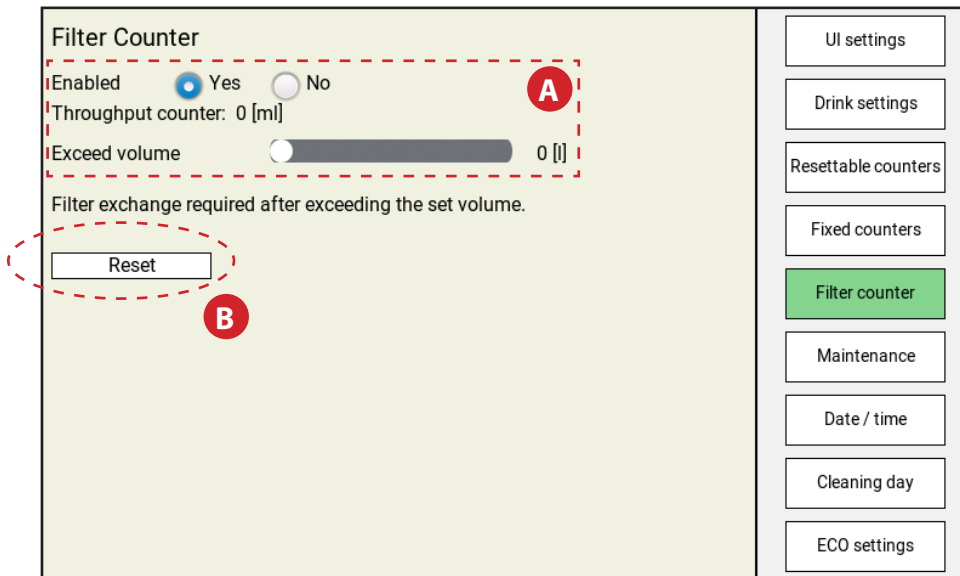 Filter Counter
Enabled Yes No
A
Throughput counter: 0 [ml]
Exceed volume 0 [l]
Filter exchange required after exceeding the set volume.
Reset
B
UI settings
Drink settings
Resettable counters
Fixed counters
Filter counter
Maintenance
Date / time
Cleaning day
ECO settings